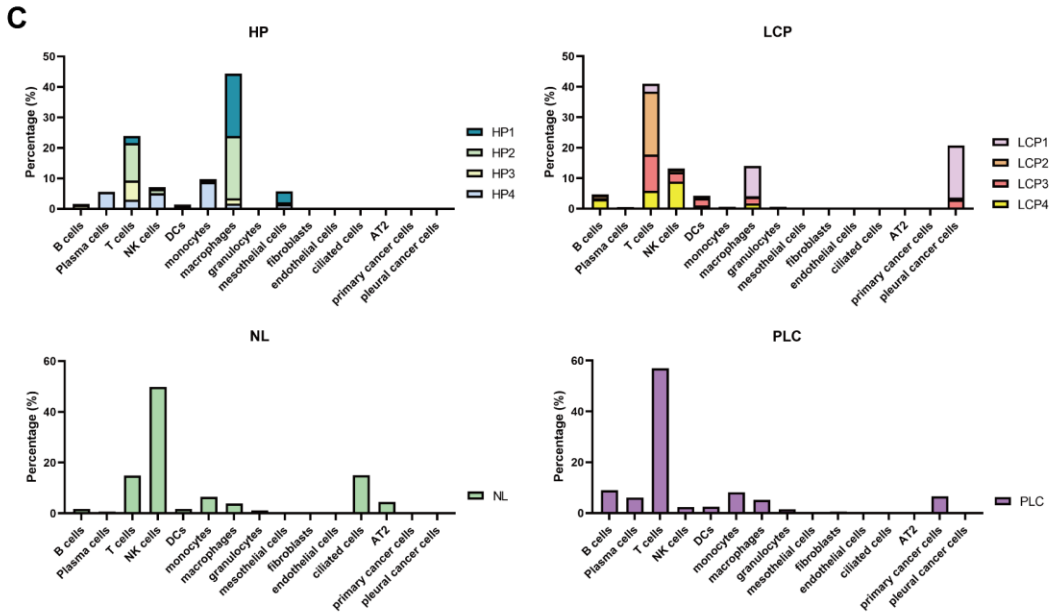 C
HP
Percentage (%)
50
40
30
20
10
0
B cells
Plasma cells
T cells
NK cells
DCs
monocytes
macrophages
granulocytes
mesothelial cells
fibroblasts
endothelial cells
ciliated cells
AT2
primary cancer cells
pleural cancer cells
HP1
HP2
HP3
HP4
LCP
Percentage (%)
50
40
30
20
10
0
B cells
Plasma cells
T cells
NK cells
DCs
monocytes
macrophages
granulocytes
mesothelial cells
fibroblasts
endothelial cells
ciliated cells
AT2
primary cancer cells
pleural cancer cells
LCP1
LCP2
LCP3
LCP4
NL
Percentage (%)
60
40
20
0
B cells
Plasma cells
T cells
NK cells
DCs
monocytes
macrophages
granulocytes
mesothelial cells
fibroblasts
endothelial cells
ciliated cells
AT2
primary cancer cells
pleural cancer cells
NL
PLC
Percentage (%)
60
40
20
0
B cells
Plasma cells
T cells
NK cells
DCs
monocytes
macrophages
granulocytes
mesothelial cells
fibroblasts
endothelial cells
ciliated cells
AT2
primary cancer cells
pleural cancer cells
PLC